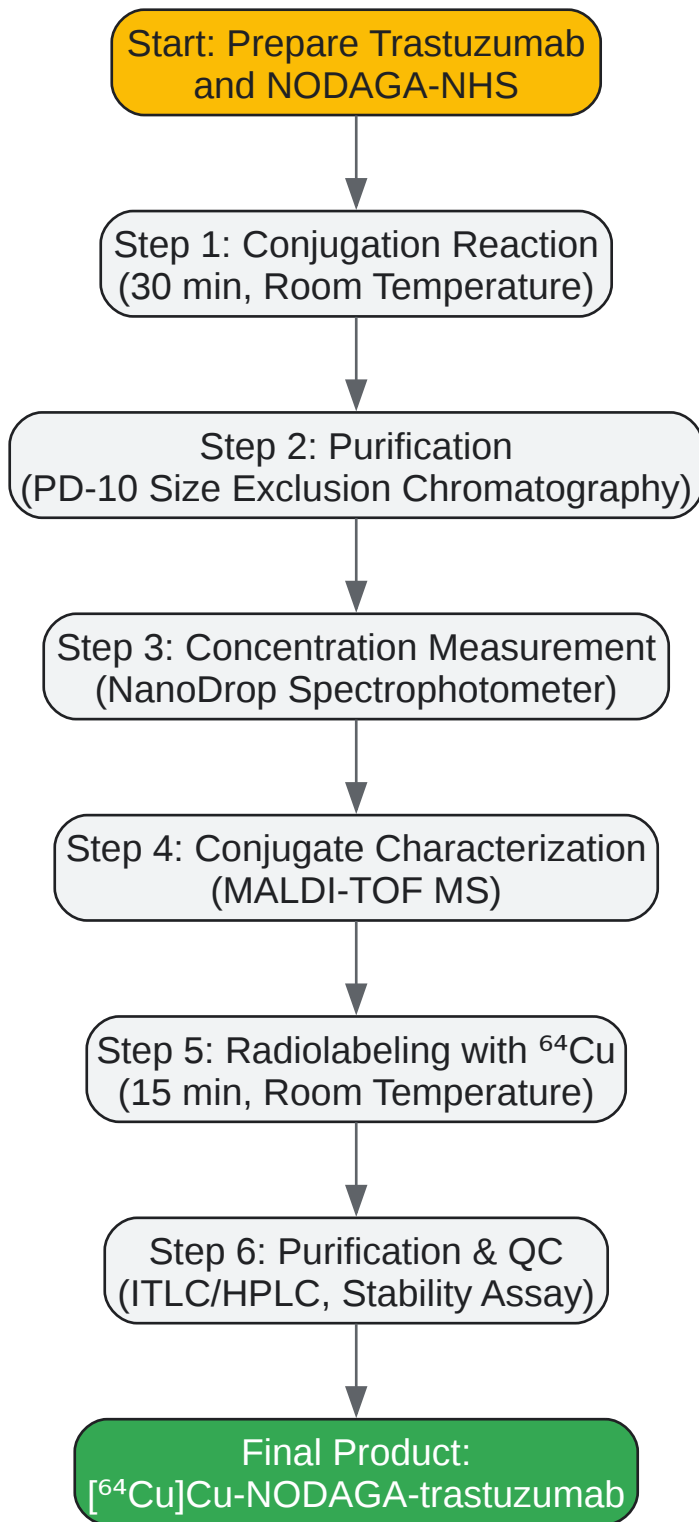 Start: Prepare Trastuzumab
and NODAGA-NHS
Step 1: Conjugation Reaction
(30 min, Room Temperature)
Step 2: Purification
(PD-10 Size Exclusion Chromatography)
Step 3: Concentration Measurement
(NanoDrop Spectrophotometer)
Step 4: Conjugate Characterization
(MALDI-TOF MS)
Step 5: Radiolabeling with ⁶⁴Cu
(15 min, Room Temperature)
Step 6: Purification & QC
(ITLC/HPLC, Stability Assay)
Final Product:
[⁶⁴Cu]Cu-NODAGA-trastuzumab